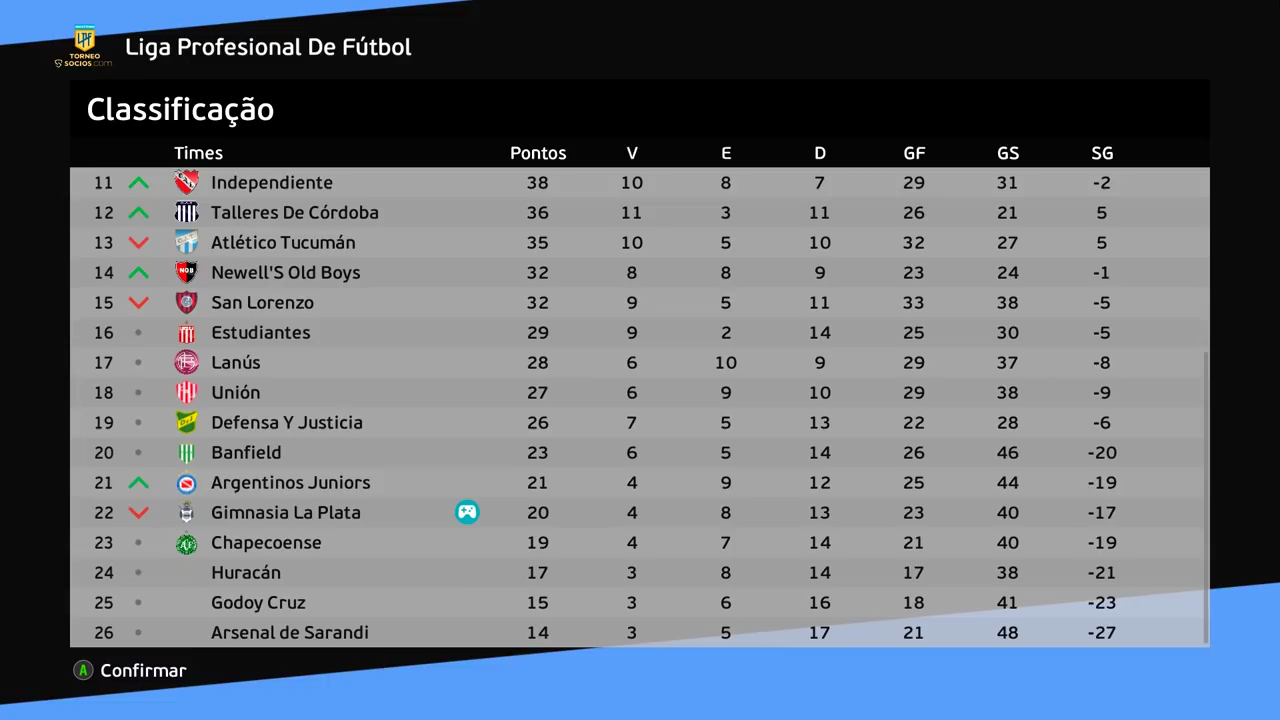 LPF
TORNEO
SOCIOS.com
Liga Profesional De Fútbol
Classificação
Times Pontos V E D GF GS SG
11 Independiente 38 10 8 7 29 31 -2
12 Talleres De Córdoba 36 11 3 11 26 21 5
13 Atlético Tucumán 35 10 5 10 32 27 5
14 Newell'S Old Boys 32 8 8 9 23 24 -1
15 San Lorenzo 32 9 5 11 33 38 -5
16 Estudiantes 29 9 2 14 25 30 -5
17 Lanús 28 6 10 9 29 37 -8
18 Unión 27 6 9 10 29 38 -9
19 Defensa Y Justicia 26 7 5 13 22 28 -6
20 Banfield 23 6 5 14 26 46 -20
21 Argentinos Juniors 21 4 9 12 25 44 -19
22 Gimnasia La Plata 20 4 8 13 23 40 -17
23 Chapecoense 19 4 7 14 21 40 -19
24 Huracán 17 3 8 14 17 38 -21
25 Godoy Cruz 15 3 6 16 18 41 -23
26 Arsenal de Sarandi 14 3 5 17 21 48 -27
A Confirmar